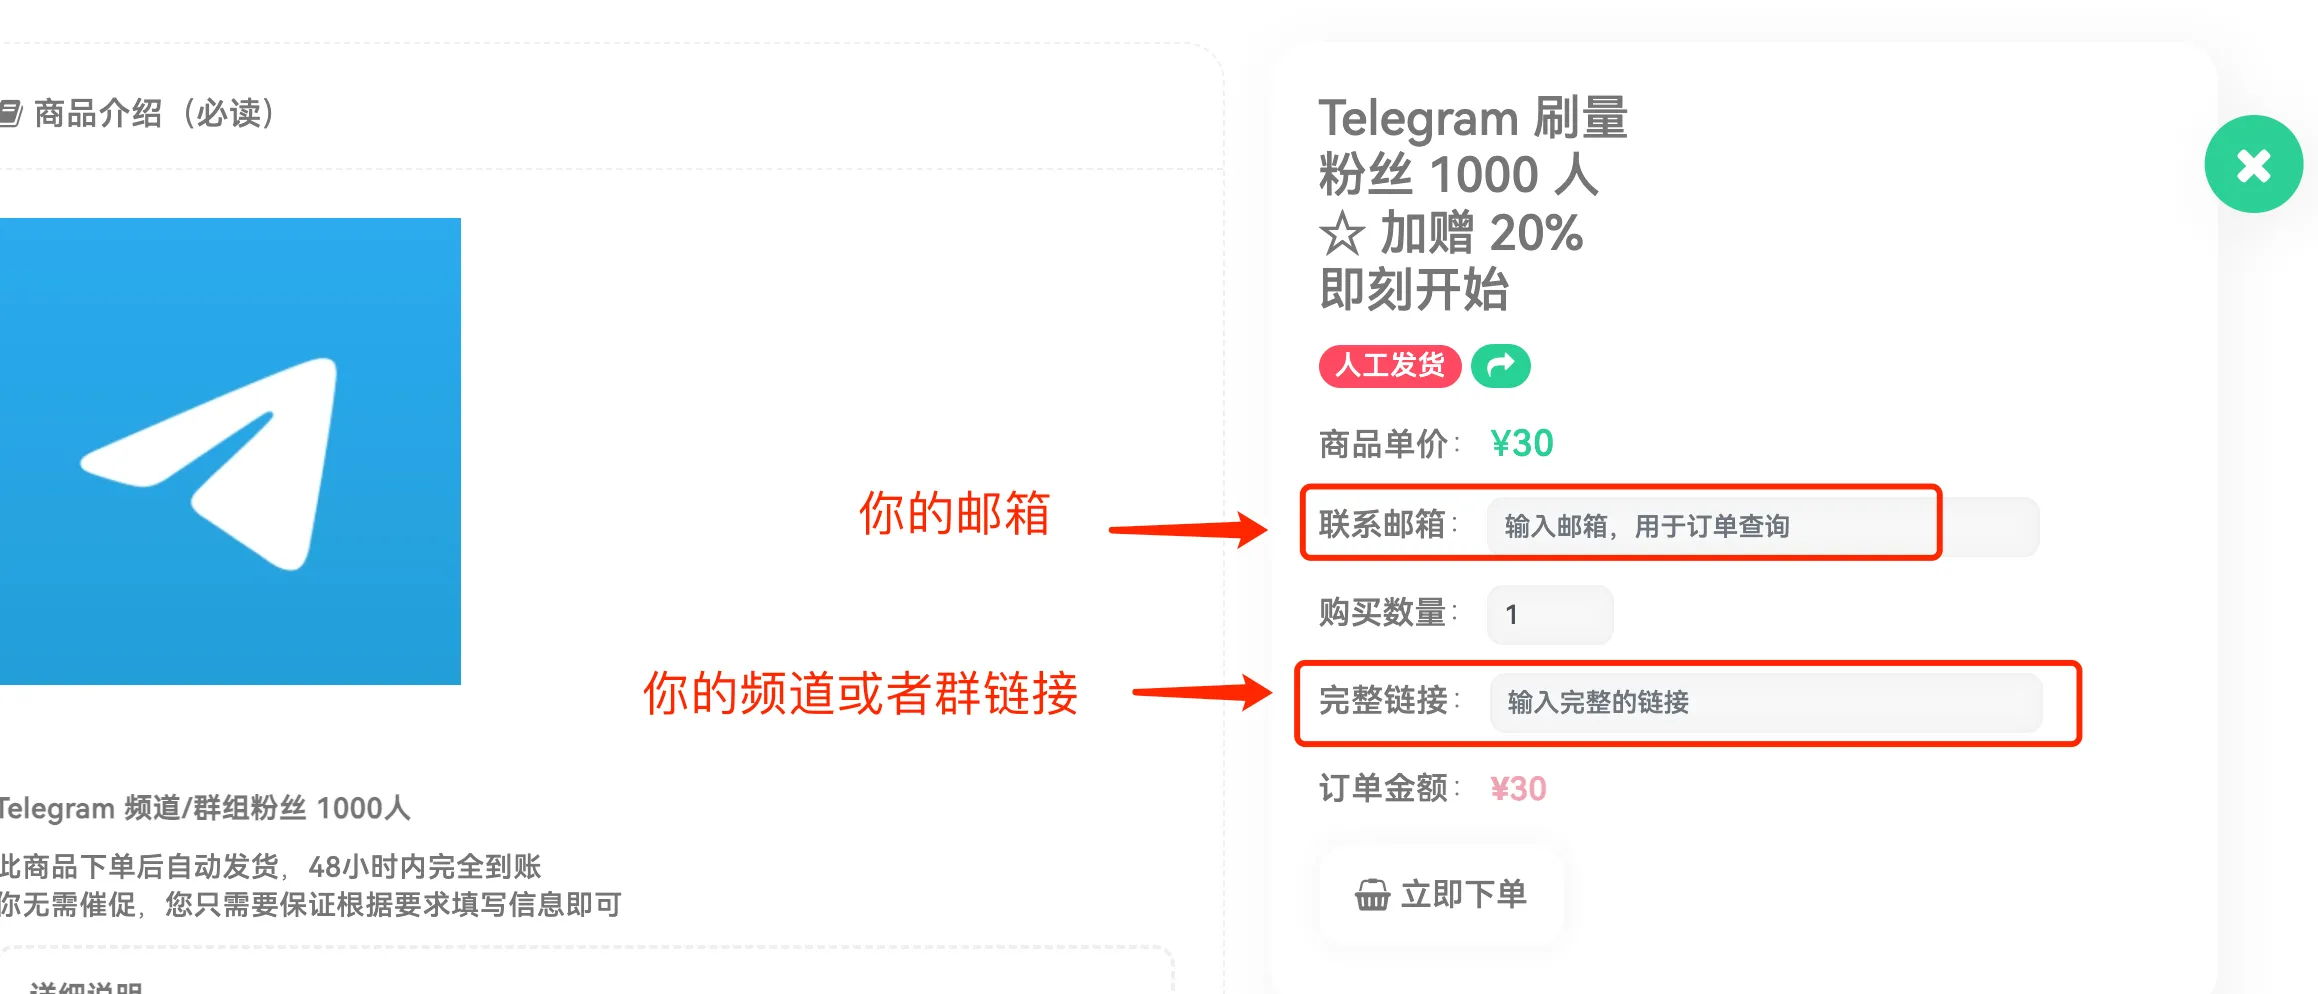 商品介绍（必读）
Telegram 频道/群组粉丝 1000人
此商品下单后自动发货，48小时内完全到账
你无需催促，您只需要保证根据要求填写信息即可
详细说明
你的邮箱
你的频道或者群链接
Telegram 刷量
粉丝 1000 人
☆ 加赠 20%
即刻开始
人工发货
商品单价： ¥30
联系邮箱： 输入邮箱，用于订单查询
购买数量： 1
完整链接： 输入完整的链接
订单金额： ¥30
立即下单